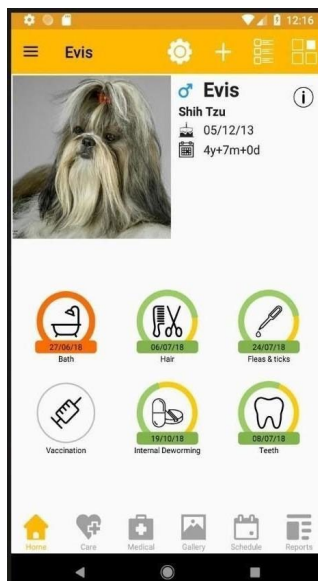 12:16
Evis
Evis
Shih Tzu
05/12/13
4y+7m+0d
27/06/18
Bath
06/07/18
Hair
24/07/18
Fleas & ticks
Vaccination
19/10/18
Internal Deworming
08/07/18
Teeth
Home
Care
Medical
Gallery
Schedule
Reports